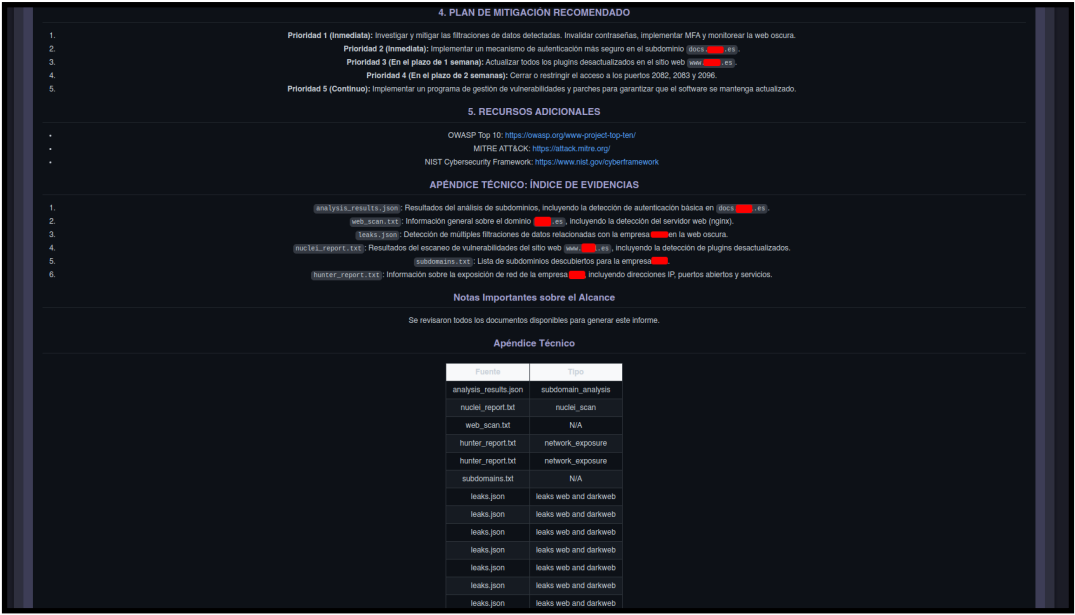 4. PLAN DE MITIGACIÓN RECOMENDADO
1. Prioridad 1 (Inmediata): Investigar y mitigar las filtraciones de datos detectadas. Invalidar contraseñas, implementar MFA y monitorear la web oscura.
2. Prioridad 2 (Inmediata): Implementar un mecanismo de autenticación más seguro en el subdominio docs. .es.
3. Prioridad 3 (En el plazo de 1 semana): Actualizar todos los plugins desactualizados en el sitio web www. .es.
4. Prioridad 4 (En el plazo de 2 semanas): Cerrar o restringir el acceso a los puertos 2082, 2083 y 2096.
5. Prioridad 5 (Continuo): Implementar un programa de gestión de vulnerabilidades y parches para garantizar que el software se mantenga actualizado.
5. RECURSOS ADICIONALES
• OWASP Top 10: https://owasp.org/www-project-top-ten/
• MITRE ATT&CK: https://attack.mitre.org/
• NIST Cybersecurity Framework: https://www.nist.gov/cyberframework
APÉNDICE TÉCNICO: ÍNDICE DE EVIDENCIAS
1. analysis_results.json: Resultados del análisis de subdominios, incluyendo la detección de autenticación básica en docs. .es.
2. web_scan.txt: Información general sobre el dominio .es, incluyendo la detección del servidor web (nginx).
3. leaks.json: Detección de múltiples filtraciones de datos relacionadas con la empresa en la web oscura.
4. nuclei_report.txt: Resultados del escaneo de vulnerabilidades del sitio web www. .es, incluyendo la detección de plugins desactualizados.
5. subdomains.txt: Lista de subdominios descubiertos para la empresa .
6. hunter_report.txt: Información sobre la exposición de red de la empresa , incluyendo direcciones IP, puertos abiertos y servicios.
Notas Importantes sobre el Alcance
Se revisaron todos los documentos disponibles para generar este informe.
Apéndice Técnico
Fuente Tipo
analysis_results.json subdomain_analysis
nuclei_report.txt nuclei_scan
web_scan.txt N/A
hunter_report.txt network_exposure
hunter_report.txt network_exposure
subdomains.txt N/A
leaks.json leaks web and darkweb
leaks.json leaks web and darkweb
leaks.json leaks web and darkweb
leaks.json leaks web and darkweb
leaks.json leaks web and darkweb
leaks.json leaks web and darkweb
leaks.json leaks web and darkweb